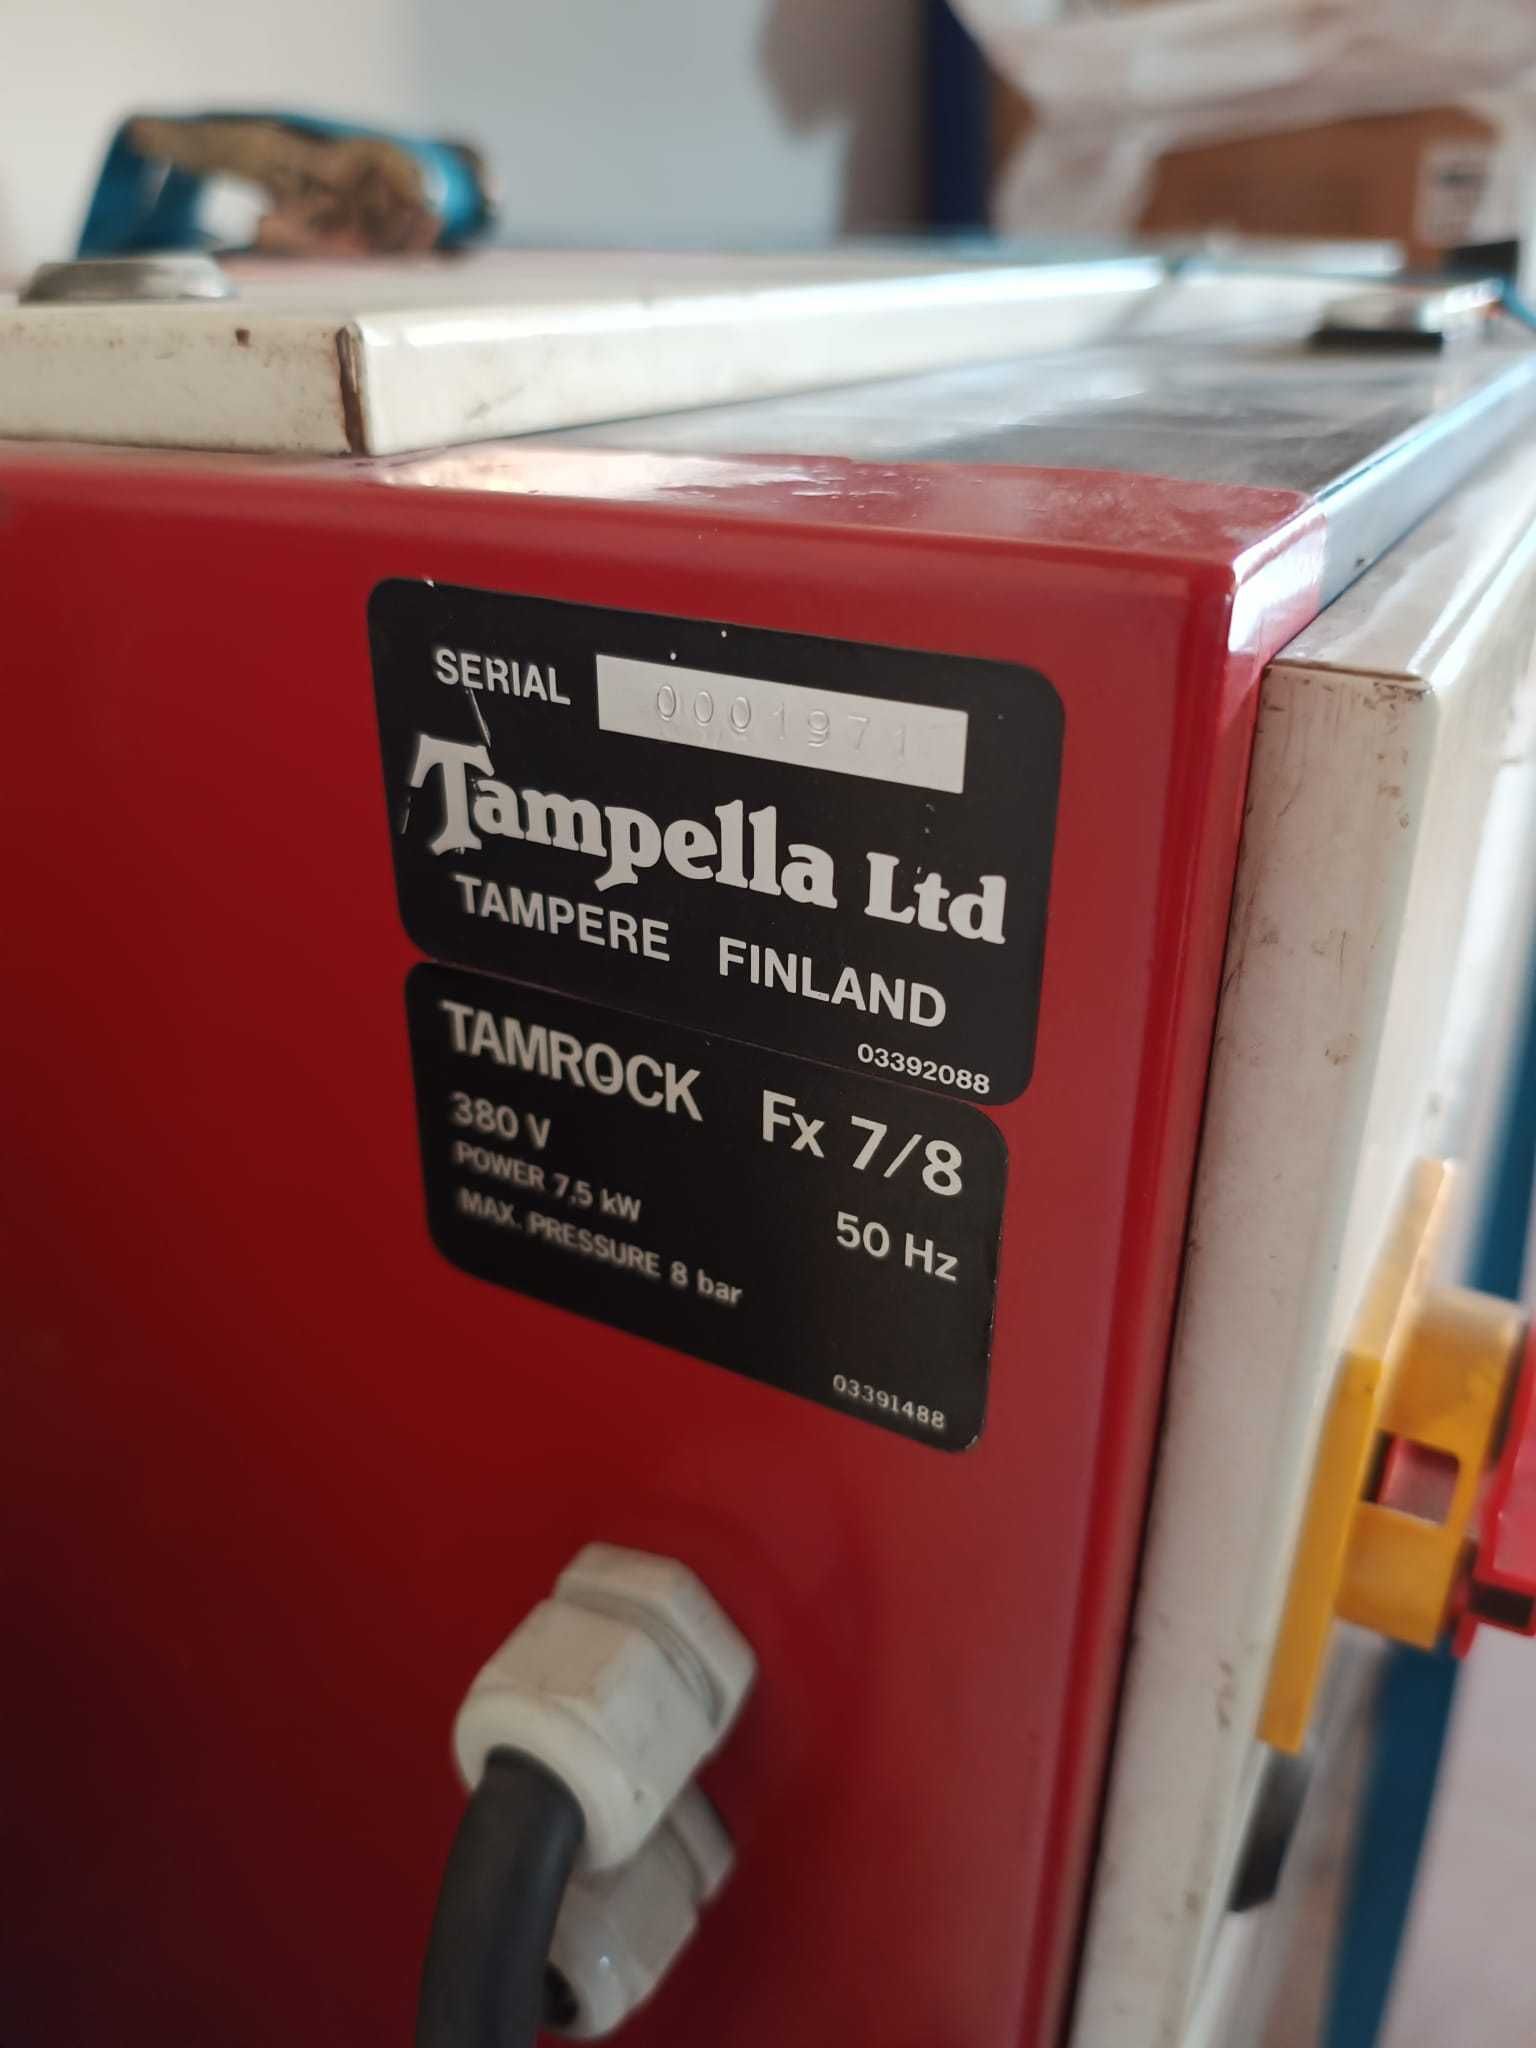 SERIAL 0001971
Tampella Ltd
TAMPERE FINLAND
03392088
TAMROCK Fx 7/8
380 V 50 Hz
POWER 7,5 kW
MAX. PRESSURE 8 bar
03391488